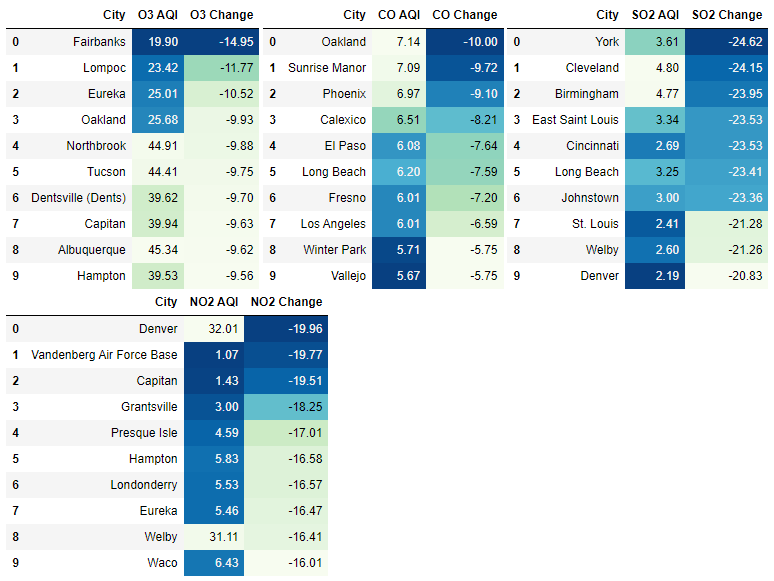 City O3 AQI O3 Change
0 Fairbanks 19.90 -14.95
1 Lompoc 23.42 -11.77
2 Eureka 25.01 -10.52
3 Oakland 25.68 -9.93
4 Northbrook 44.91 -9.88
5 Tucson 44.41 -9.75
6 Dentsville (Dents) 39.62 -9.70
7 Capitan 39.94 -9.63
8 Albuquerque 45.34 -9.62
9 Hampton 39.53 -9.56
City CO AQI CO Change
0 Oakland 7.14 -10.00
1 Sunrise Manor 7.09 -9.72
2 Phoenix 6.97 -9.10
3 Calexico 6.51 -8.21
4 El Paso 6.08 -7.64
5 Long Beach 6.20 -7.59
6 Fresno 6.01 -7.20
7 Los Angeles 6.01 -6.59
8 Winter Park 5.71 -5.75
9 Vallejo 5.67 -5.75
City SO2 AQI SO2 Change
0 York 3.61 -24.62
1 Cleveland 4.80 -24.15
2 Birmingham 4.77 -23.95
3 East Saint Louis 3.34 -23.53
4 Cincinnati 2.69 -23.53
5 Long Beach 3.25 -23.41
6 Johnstown 3.00 -23.36
7 St. Louis 2.41 -21.28
8 Welby 2.60 -21.26
9 Denver 2.19 -20.83
City NO2 AQI NO2 Change
0 Denver 32.01 -19.96
1 Vandenberg Air Force Base 1.07 -19.77
2 Capitan 1.43 -19.51
3 Grantsville 3.00 -18.25
4 Presque Isle 4.59 -17.01
5 Hampton 5.83 -16.58
6 Londonderry 5.53 -16.57
7 Eureka 5.46 -16.47
8 Welby 31.11 -16.41
9 Waco 6.43 -16.01